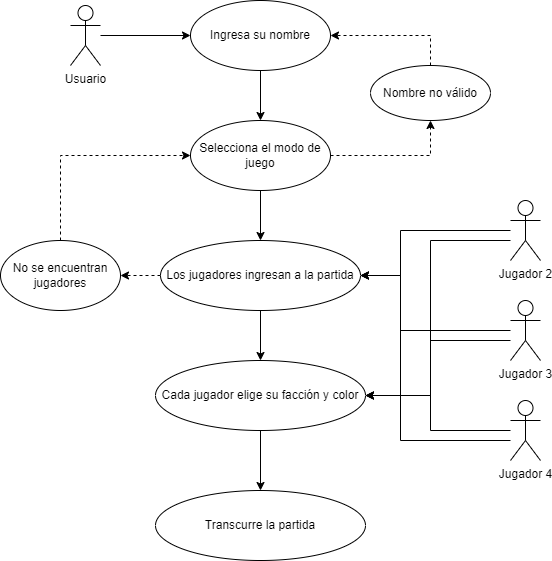 Ingresa su nombre
Usuario
Nombre no válido
Selecciona el modo de
juego
Jugador 2
No se encuentran
jugadores
Los jugadores ingresan a la partida
Jugador 3
Cada jugador elige su facción y color
Jugador 4
Transcurre la partida